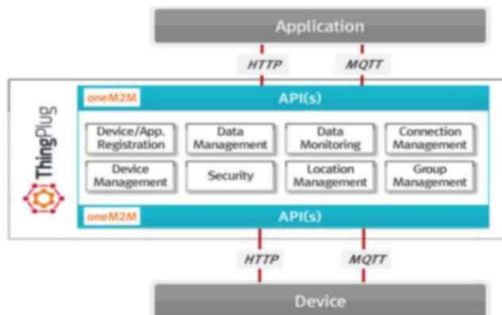 Application
HTTP MQTT
oneM2M API(s)
Device/App. Registration
Data Management
Data Monitoring
Connection Management
Device Management
Security
Location Management
Group Management
ThingPlug
oneM2M API(s)
HTTP MQTT
Device